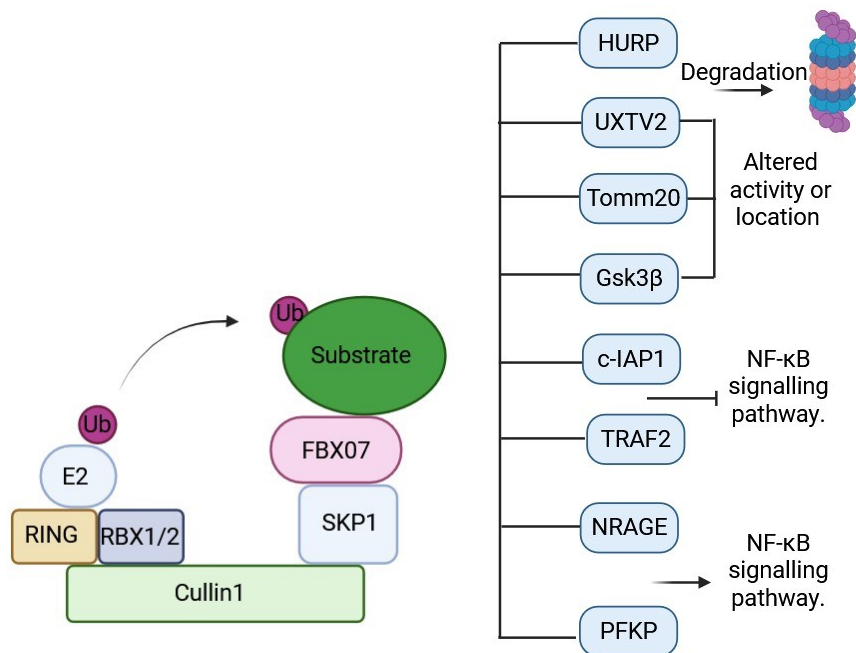 Ub
Substrate
Ub
FBX07
E2
SKP1
RING
RBX1/2
Cullin1
HURP
Degradation
UXTV2
Tomm20
Gsk3β
Altered
activity or
location
c-IAP1
TRAF2
NF-κB
signalling
pathway.
NRAGE
PFKP
NF-κB
signalling
pathway.